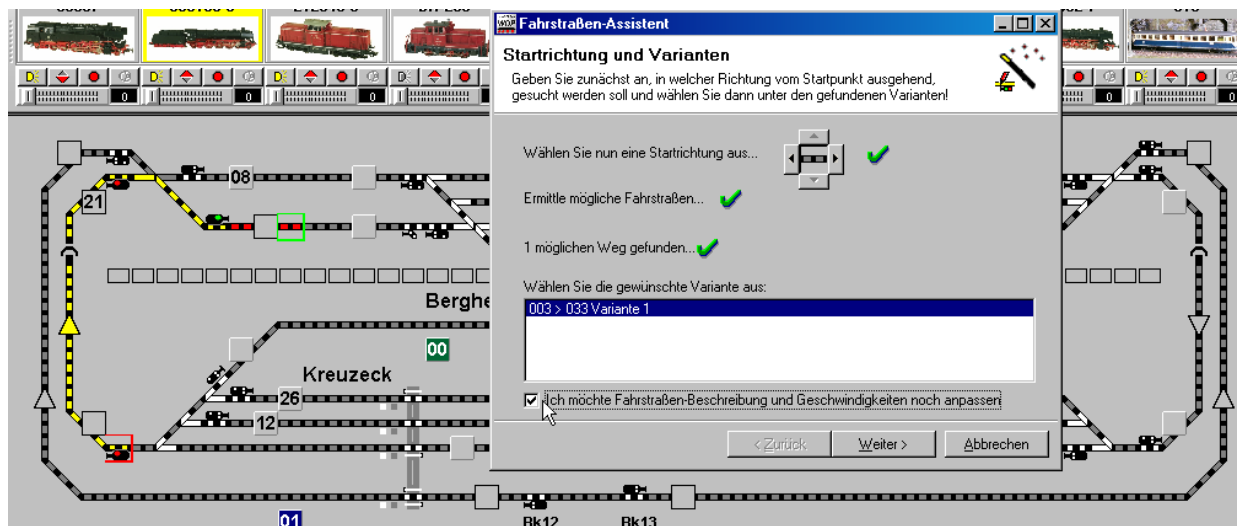 WDP Fahrstraßen-Assistent
Startrichtung und Varianten
Geben Sie zunächst an, in welcher Richtung vom Startpunkt ausgehend,
gesucht werden soll und wählen Sie dann unter den gefundenen Varianten!
0 0 0 0 0
Wählen Sie nun eine Startrichtung aus...
08
21
Ermittle mögliche Fahrstraßen...
1 möglichen Weg gefunden...
Wählen Sie die gewünschte Variante aus:
Berghe
003 > 033 Variante 1
00
Kreuzeck
26
Ich möchte Fahrstraßen-Beschreibung und Geschwindigkeiten noch anpassen
12
< Zurück
Weiter >
Abbrechen
01
Bk12
Bk13